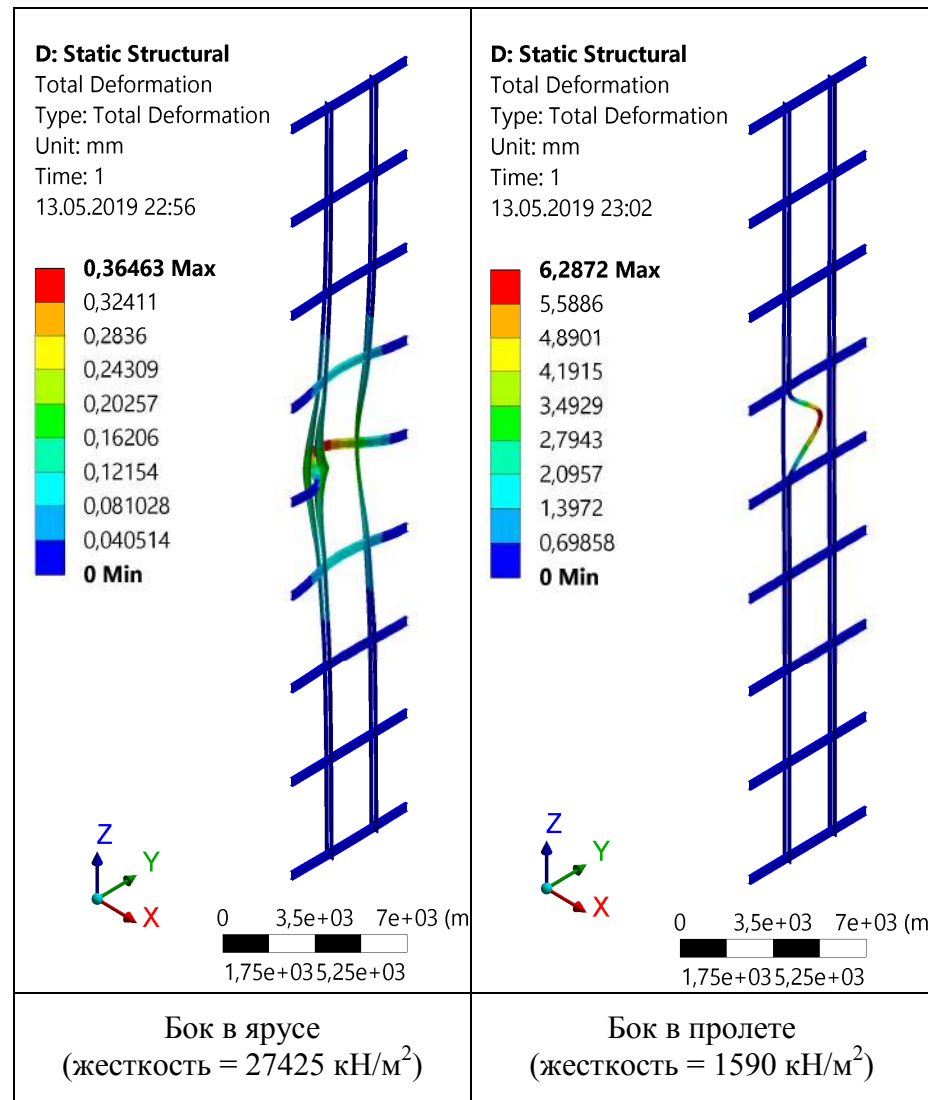 D: Static Structural
Total Deformation
Type: Total Deformation
Unit: mm
Time: 1
13.05.2019 22:56
0,36463 Max
0,32411
0,2836
0,24309
0,20257
0,16206
0,12154
0,081028
0,040514
0 Min
Z
Y
X
0 3,5e+03 7e+03 (m
1,75e+03 5,25e+03
Бок в ярусе
(жесткость = 27425 кН/м²)
D: Static Structural
Total Deformation
Type: Total Deformation
Unit: mm
Time: 1
13.05.2019 23:02
6,2872 Max
5,5886
4,8901
4,1915
3,4929
2,7943
2,0957
1,3972
0,69858
0 Min
Z
Y
X
0 3,5e+03 7e+03 (m
1,75e+03 5,25e+03
Бок в пролете
(жесткость = 1590 кН/м²)